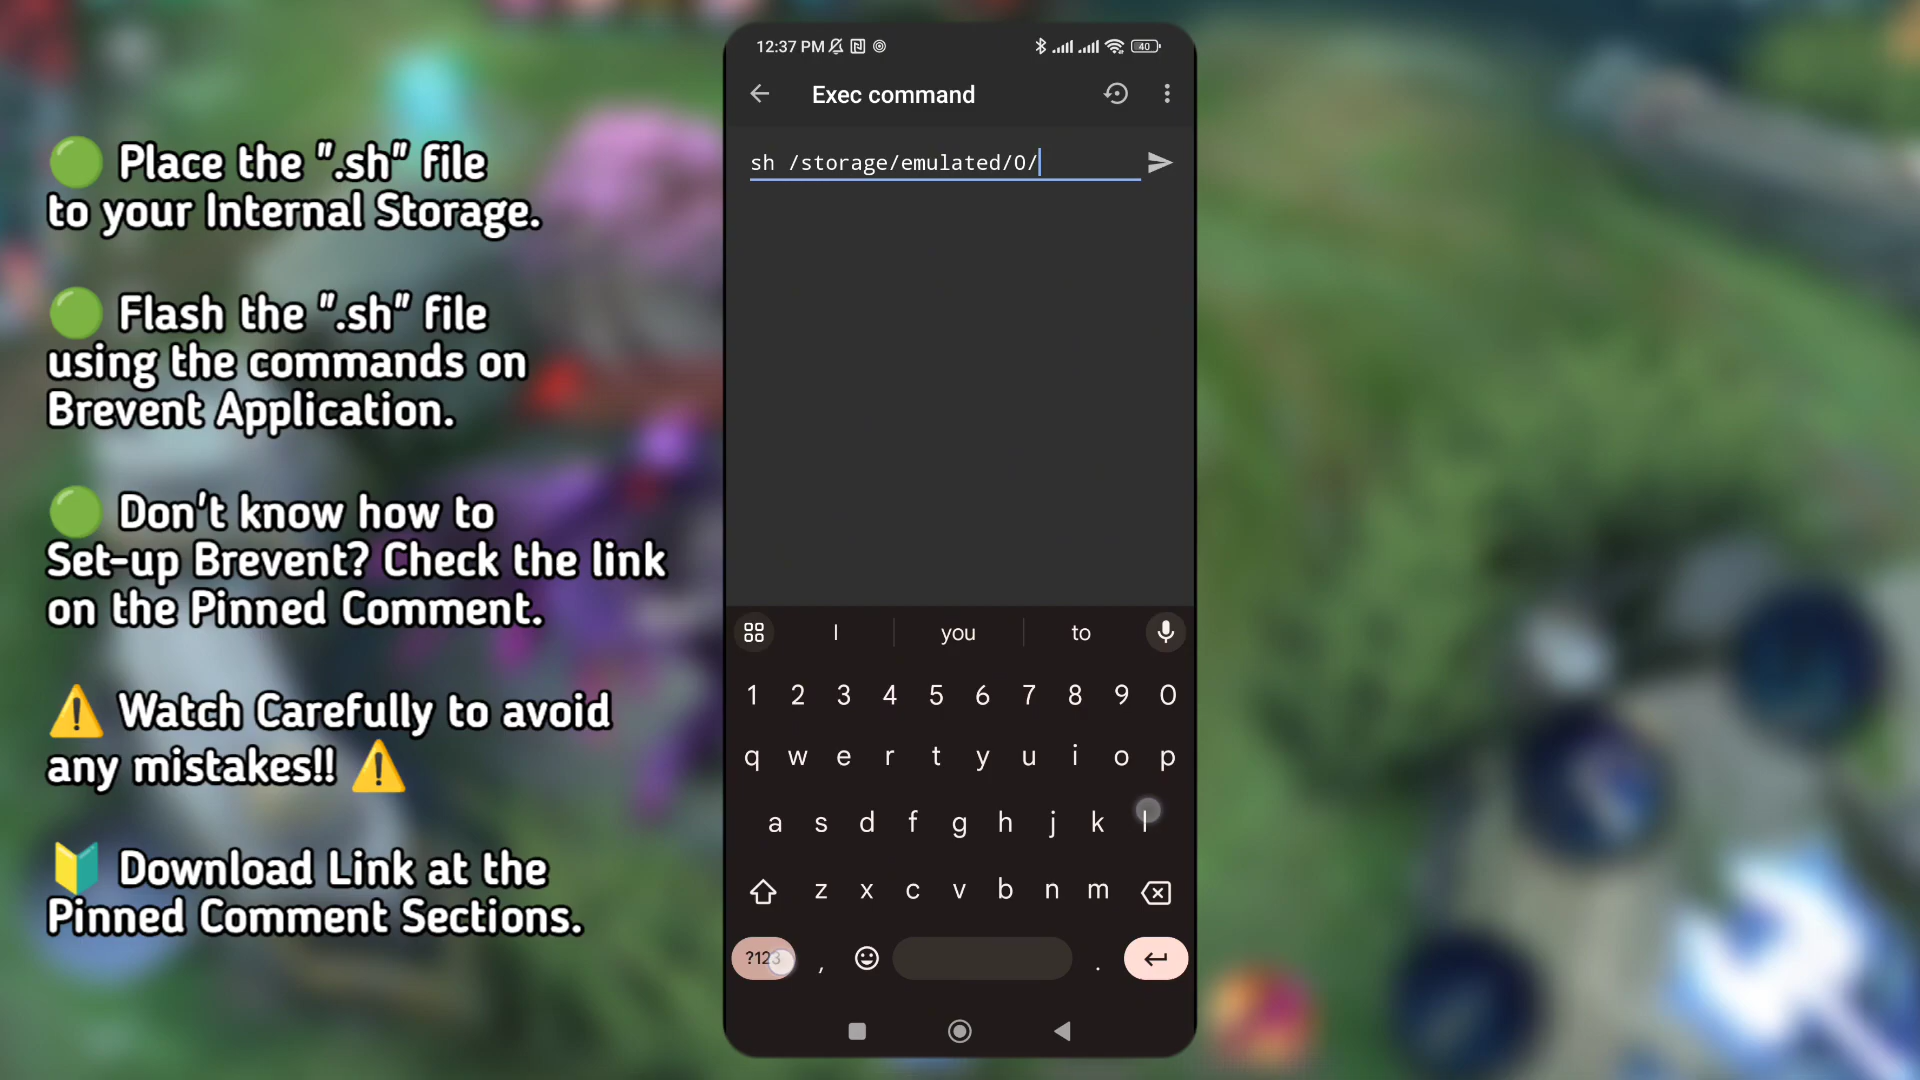 🟢 Place the ".sh" file
to your Internal Storage.
🟢 Flash the ".sh" file
using the commands on
Brevent Application.
🟢 Don't know how to
Set-up Brevent? Check the link
on the Pinned Comment.
⚠️ Watch Carefully to avoid
any mistakes!! ⚠️
🔰 Download Link at the
Pinned Comment Sections.
12:37 PM 40
Exec command
sh /storage/emulated/0/
I you to
1 2 3 4 5 6 7 8 9 0
q w e r t y u i o p
a s d f g h j k l
z x c v b n m
?123 , .